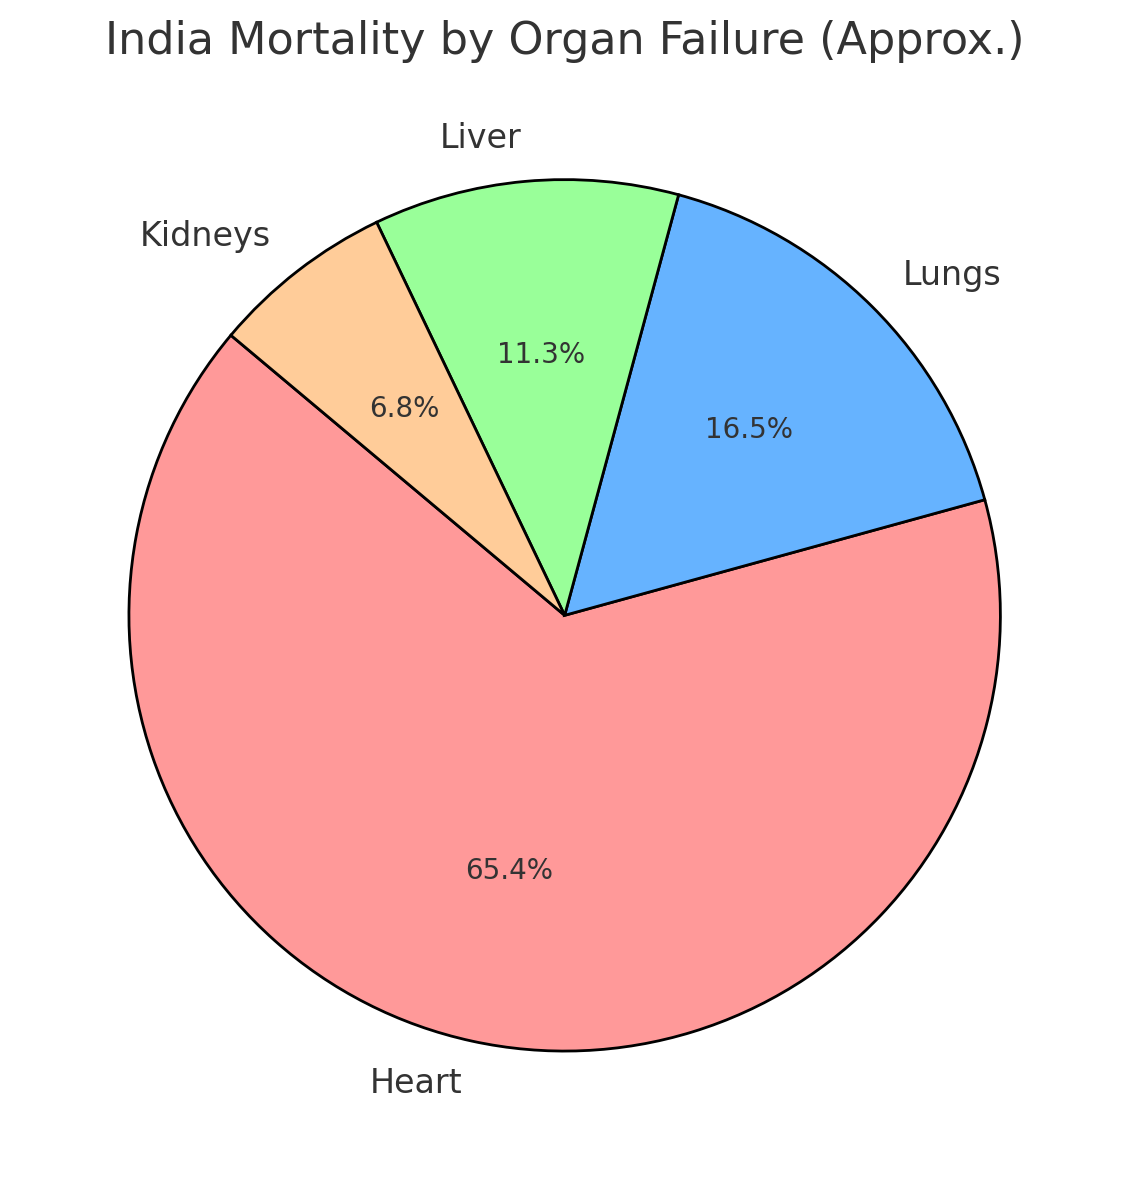 India Mortality by Organ Failure (Approx.)
Liver
Kidneys
Lungs
11.3%
6.8%
16.5%
65.4%
Heart